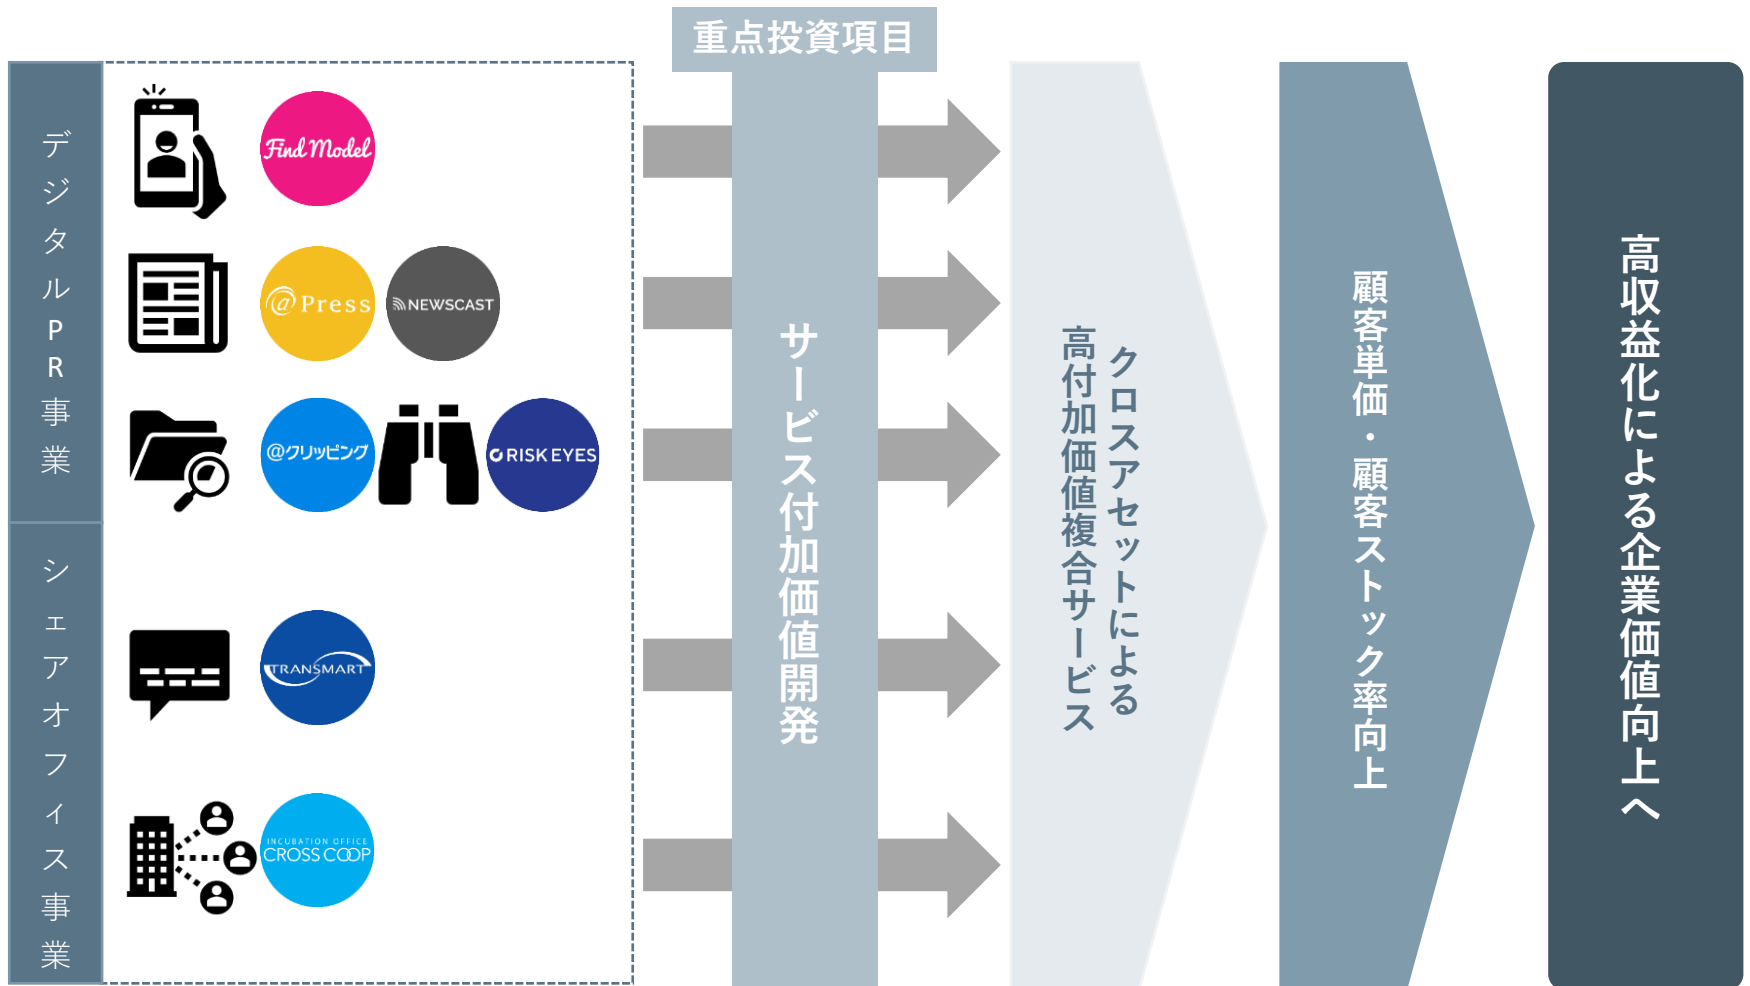 重点投資項目
デジタルPR事業
Find Model
@Press
NEWSCAST
@クリッピング
RISK EYES
シェアオフィス事業
TRANSMART
INCUBATION OFFICE
CROSS COOP
サービス付加価値開発
クロスアセットによる
高付加価値複合サービス
顧客単価・顧客ストック率向上
高収益化による企業価値向上へ